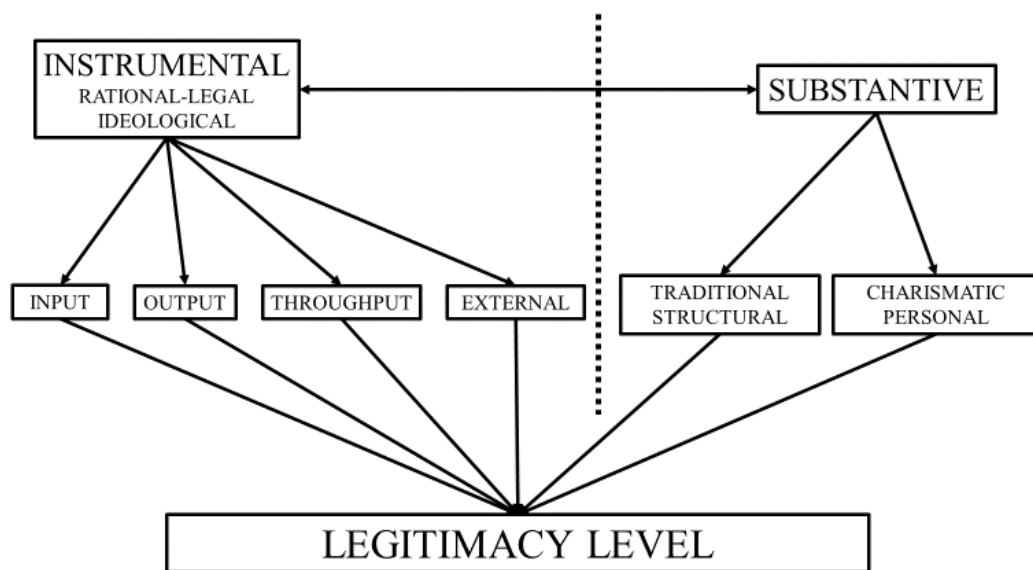 INSTRUMENTAL
RATIONAL-LEGAL
IDEOLOGICAL
SUBSTANTIVE
INPUT
OUTPUT
THROUGHPUT
EXTERNAL
TRADITIONAL
STRUCTURAL
CHARISMATIC
PERSONAL
LEGITIMACY LEVEL